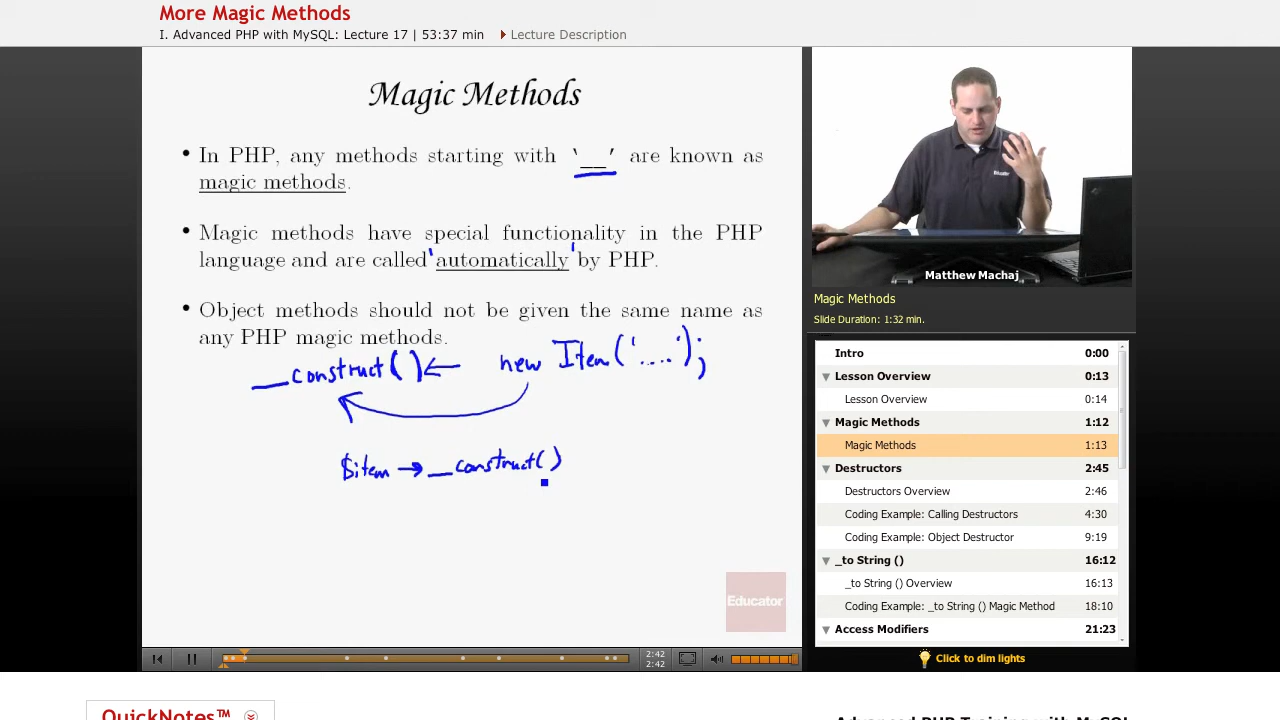 More Magic Methods
I. Advanced PHP with MySQL: Lecture 17 | 53:37 min
Lecture Description
Magic Methods
• In PHP, any methods starting with '__' are known as
magic methods.
• Magic methods have special functionality in the PHP
language and are called 'automatically' by PHP.
• Object methods should not be given the same name as
any PHP magic methods.
__construct() ← new Item('....');
$item → __construct()
Educator
2:42
2:42
Educator
Matthew Machaj
Magic Methods
Slide Duration: 1:32 min.
Intro 0:00
Lesson Overview 0:13
Lesson Overview 0:14
Magic Methods 1:12
Magic Methods 1:13
Destructors 2:45
Destructors Overview 2:46
Coding Example: Calling Destructors 4:30
Coding Example: Object Destructor 9:19
_to String () 16:12
_to String () Overview 16:13
Coding Example: _to String () Magic Method 18:10
Access Modifiers 21:23
Click to dim lights
QuickNotes™
Advanced PHP Training with MySQL